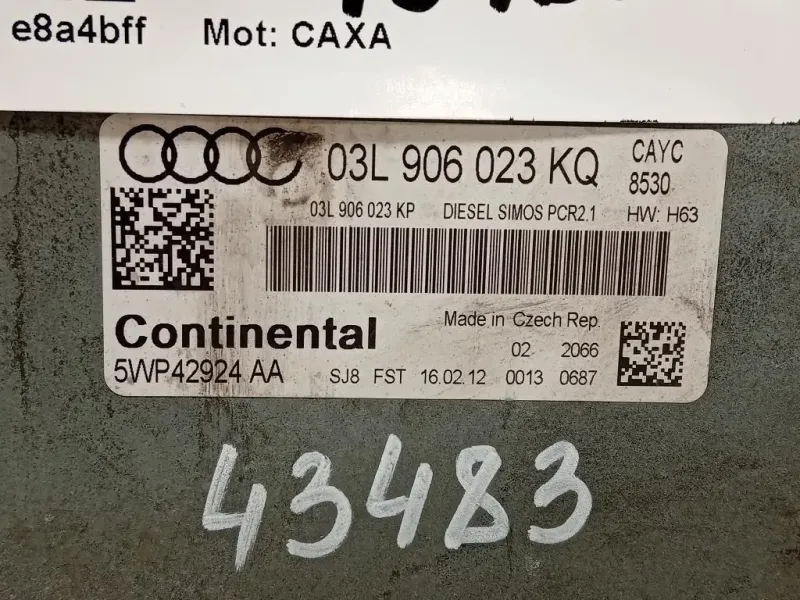 e8a4bff Mot: CAXA
03L 906 023 KQ CAYC
8530
03L 906 023 KP DIESEL SIMOS PCR2.1 HW: H63
Continental Made in Czech Rep.
02 2066
5WP42924 AA SJ8 FST 16.02.12 0013 0687
43483